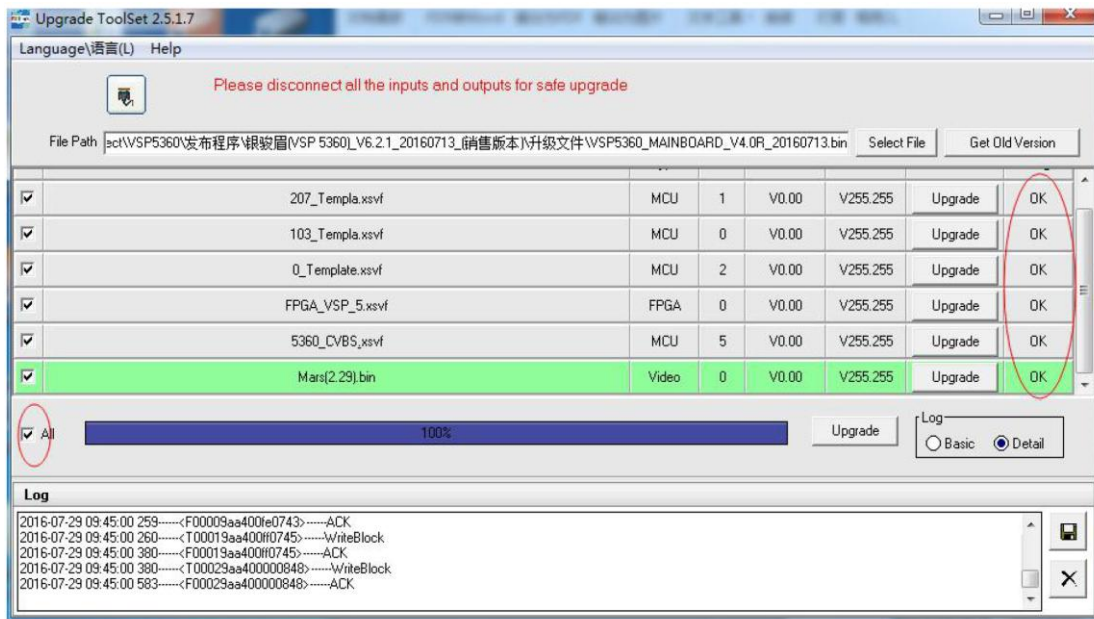 Upgrade ToolSet 2.5.1.7
Language\语言(L) Help
Please disconnect all the inputs and outputs for safe upgrade
File Path ect\VSP5360\发布程序\银骏眉(VSP 5360)_V6.2.1_20160713_(销售版本)\升级文件\VSP5360_MAINBOARD_V4.0R_20160713.bin Select File Get Old Version
207_Templa.xsvf MCU 1 V0.00 V255.255 Upgrade OK
103_Templa.xsvf MCU 0 V0.00 V255.255 Upgrade OK
0_Template.xsvf MCU 2 V0.00 V255.255 Upgrade OK
FPGA_VSP_5.xsvf FPGA 0 V0.00 V255.255 Upgrade OK
5360_CVBS.xsvf MCU 5 V0.00 V255.255 Upgrade OK
Mars(2.29).bin Video 0 V0.00 V255.255 Upgrade OK
Log
All 100% Upgrade Basic Detail
Log
2016-07-29 09:45:00 259------<F00009aa400fe0743>-----ACK
2016-07-29 09:45:00 260------<T00019aa400ff0745>-----WriteBlock
2016-07-29 09:45:00 380------<F00019aa400ff0745>-----ACK
2016-07-29 09:45:00 380------<T00029aa400000848>-----WriteBlock
2016-07-29 09:45:00 583------<F00029aa400000848>-----ACK